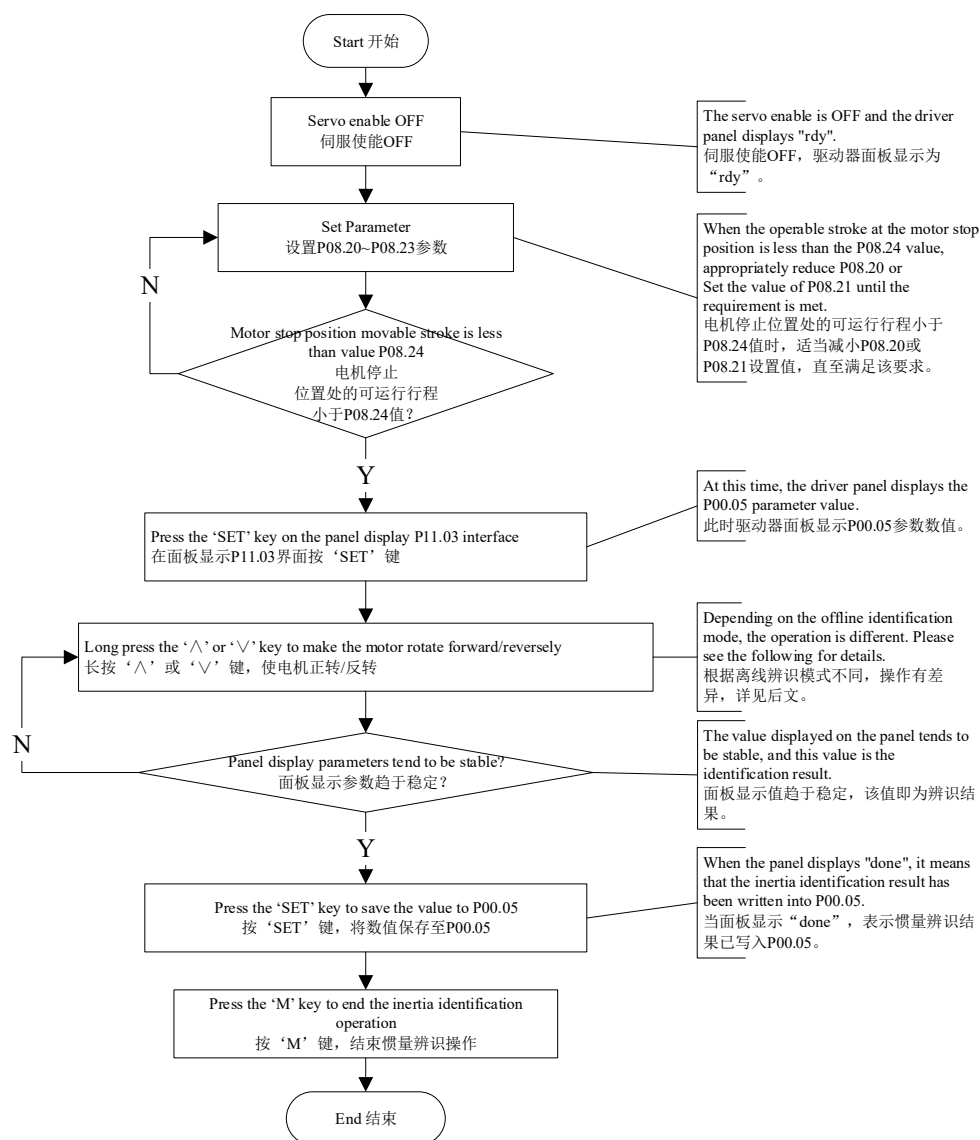 Start 开始
Servo enable OFF
伺服使能OFF
The servo enable is OFF and the driver
panel displays "rdy".
伺服使能OFF，驱动器面板显示为
“rdy”。
Set Parameter
设置P08.20~P08.23参数
When the operable stroke at the motor stop
position is less than the P08.24 value,
appropriately reduce P08.20 or
Set the value of P08.21 until the
requirement is met.
电机停止位置处的可运行行程小于
P08.24值时，适当减小P08.20或
P08.21设置值，直至满足该要求。
N
Motor stop position movable stroke is less
than value P08.24
电机停止
位置处的可运行行程
小于P08.24值？
Y
At this time, the driver panel displays the
P00.05 parameter value.
此时驱动器面板显示P00.05参数数值。
Press the ‘SET’ key on the panel display P11.03 interface
在面板显示P11.03界面按‘SET’键
Long press the ‘∧’ or ‘∨’ key to make the motor rotate forward/reversely
长按‘∧’或‘∨’键，使电机正转/反转
Depending on the offline identification
mode, the operation is different. Please
see the following for details.
根据离线辨识模式不同，操作有差
异，详见后文。
N
Panel display parameters tend to be stable?
面板显示参数趋于稳定？
The value displayed on the panel tends to
be stable, and this value is the
identification result.
面板显示值趋于稳定，该值即为辨识结
果。
Y
Press the ‘SET’ key to save the value to P00.05
按‘SET’键，将数值保存至P00.05
When the panel displays "done", it means
that the inertia identification result has
been written into P00.05.
当面板显示“done”，表示惯量辨识结
果已写入P00.05。
Press the ‘M’ key to end the inertia identification
operation
按‘M’键，结束惯量辨识操作
End 结束